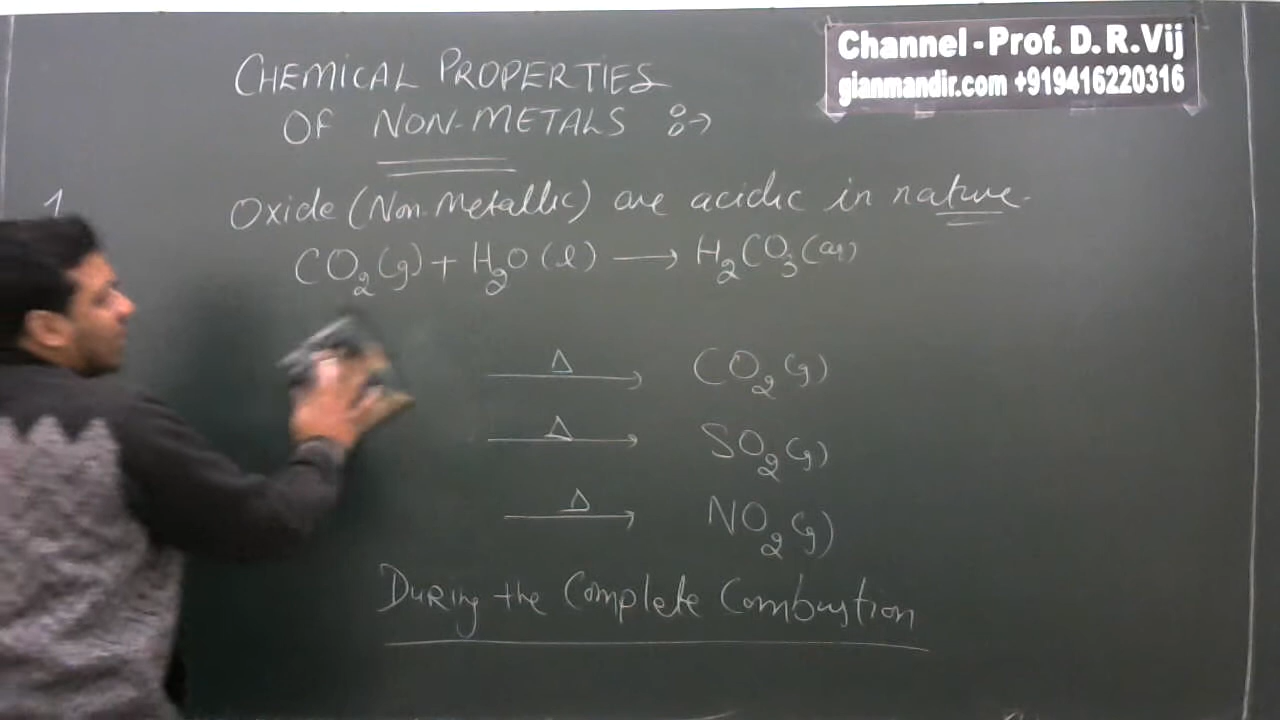 Channel - Prof. D. R. Vij
gianmandir.com +919416220316
CHEMICAL PROPERTIES
OF NON-METALS :→
1
Oxide (Non-Metallic) are acidic in nature.
CO₂(g) + H₂O(l) ⟶ H₂CO₃(aq)
Δ⟶ CO₂(g)
Δ⟶ SO₂(g)
Δ⟶ NO₂(g)
During the Complete Combustion